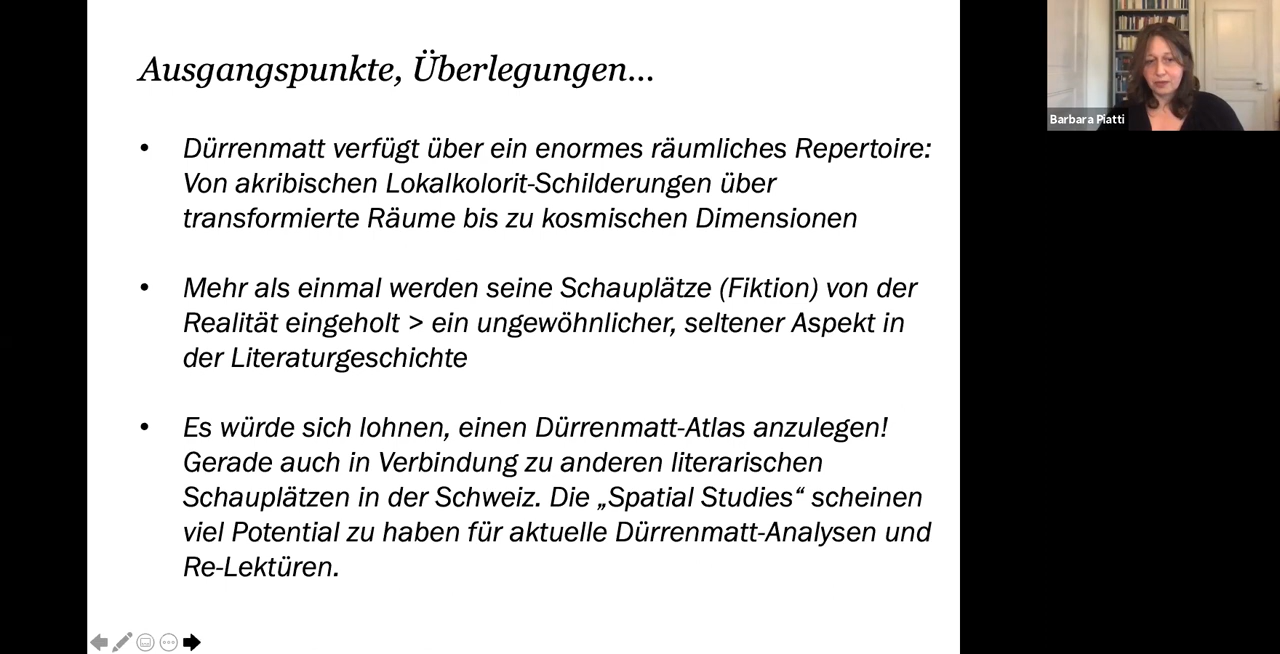 Ausgangspunkte, Überlegungen...
• Dürrenmatt verfügt über ein enormes räumliches Repertoire:
Von akribischen Lokalkolorit-Schilderungen über
transformierte Räume bis zu kosmischen Dimensionen
• Mehr als einmal werden seine Schauplätze (Fiktion) von der
Realität eingeholt > ein ungewöhnlicher, seltener Aspekt in
der Literaturgeschichte
• Es würde sich lohnen, einen Dürrenmatt-Atlas anzulegen!
Gerade auch in Verbindung zu anderen literarischen
Schauplätzen in der Schweiz. Die „Spatial Studies“ scheinen
viel Potential zu haben für aktuelle Dürrenmatt-Analysen und
Re-Lektüren.
Barbara Piatti